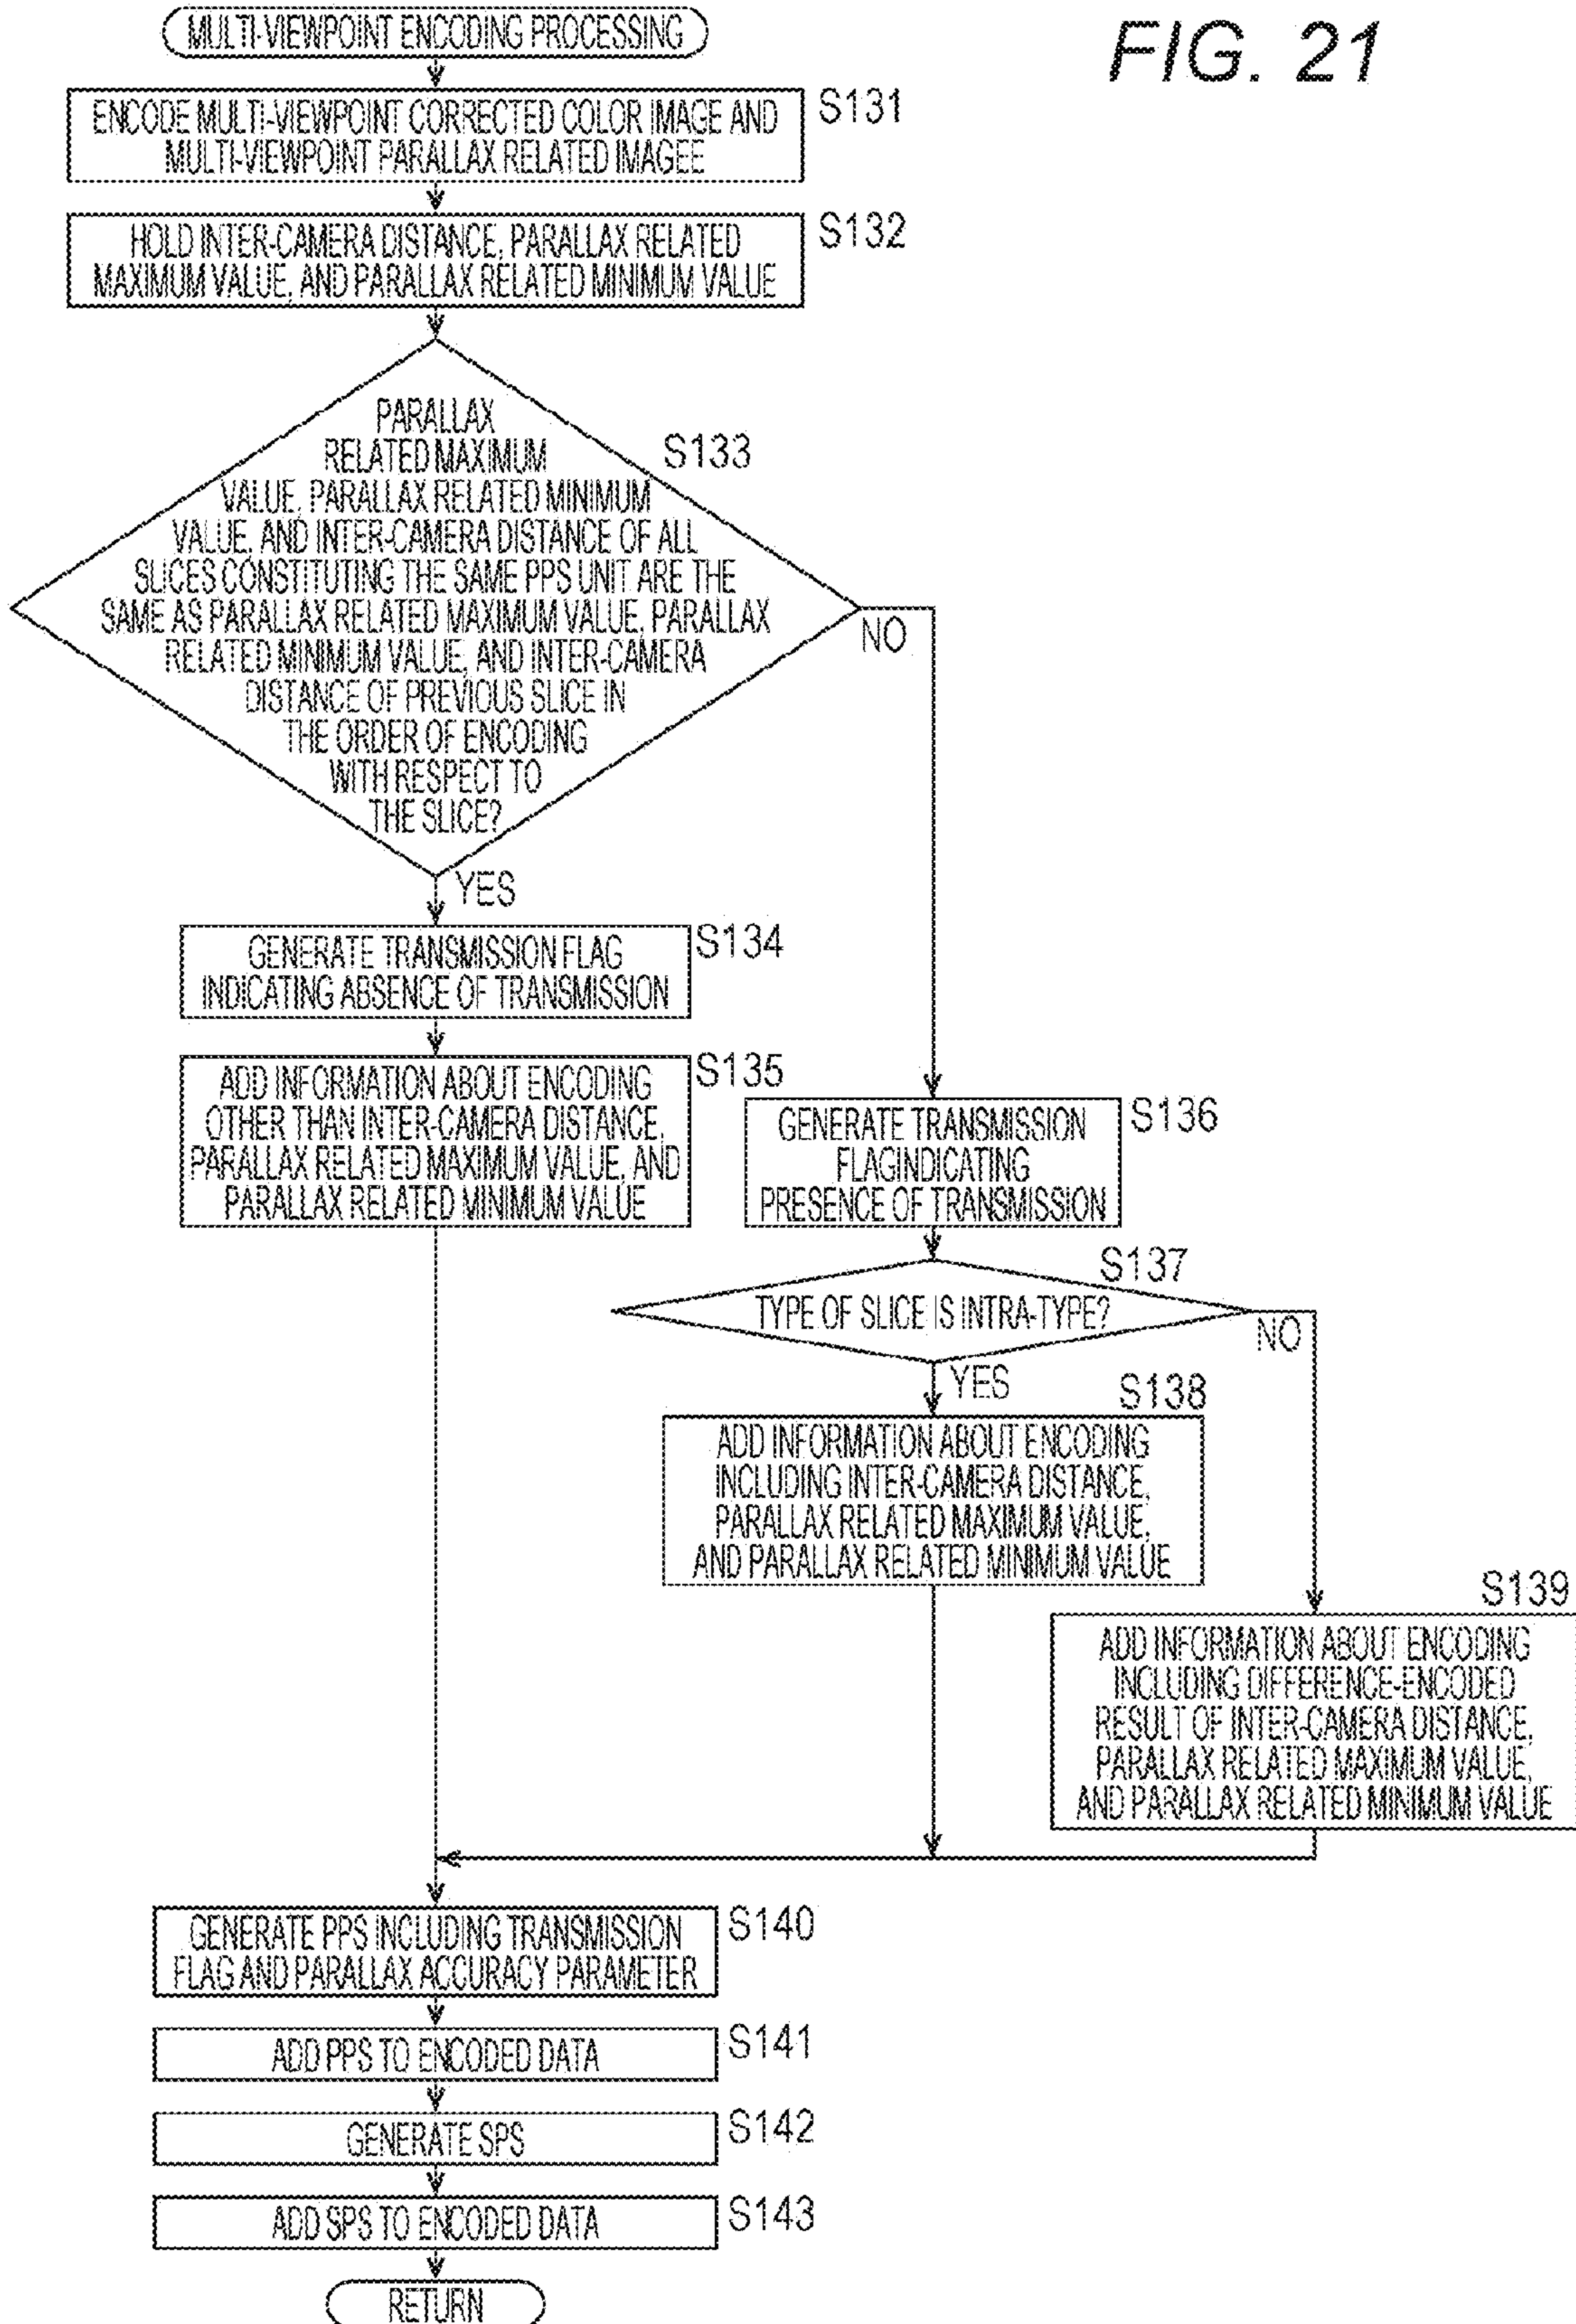 FIG. 21
MULTI-VIEWPOINT ENCODING PROCESSING
S131
ENCODE MULTI-VIEWPOINT CORRECTED COLOR IMAGE AND
MULTI-VIEWPOINT PARALLAX RELATED IMAGEE
S132
HOLD INTER-CAMERA DISTANCE, PARALLAX RELATED
MAXIMUM VALUE, AND PARALLAX RELATED MINIMUM VALUE
S133
PARALLAX
RELATED MAXIMUM
VALUE, PARALLAX RELATED MINIMUM
VALUE, AND INTER-CAMERA DISTANCE OF ALL
SLICES CONSTITUTING THE SAME PPS UNIT ARE THE
SAME AS PARALLAX RELATED MAXIMUM VALUE, PARALLAX
RELATED MINIMUM VALUE, AND INTER-CAMERA
DISTANCE OF PREVIOUS SLICE IN
THE ORDER OF ENCODING
WITH RESPECT TO
THE SLICE?
NO
YES
S134
GENERATE TRANSMISSION FLAG
INDICATING ABSENCE OF TRANSMISSION
S135
ADD INFORMATION ABOUT ENCODING
OTHER THAN INTER-CAMERA DISTANCE,
PARALLAX RELATED MAXIMUM VALUE, AND
PARALLAX RELATED MINIMUM VALUE
S136
GENERATE TRANSMISSION
FLAGINDICATING
PRESENCE OF TRANSMISSION
S137
TYPE OF SLICE IS INTRA-TYPE?
NO
YES
S138
ADD INFORMATION ABOUT ENCODING
INCLUDING INTER-CAMERA DISTANCE,
PARALLAX RELATED MAXIMUM VALUE,
AND PARALLAX RELATED MINIMUM VALUE
S139
ADD INFORMATION ABOUT ENCODING
INCLUDING DIFFERENCE-ENCODED
RESULT OF INTER-CAMERA DISTANCE,
PARALLAX RELATED MAXIMUM VALUE,
AND PARALLAX RELATED MINIMUM VALUE
S140
GENERATE PPS INCLUDING TRANSMISSION
FLAG AND PARALLAX ACCURACY PARAMETER
S141
ADD PPS TO ENCODED DATA
S142
GENERATE SPS
S143
ADD SPS TO ENCODED DATA
RETURN